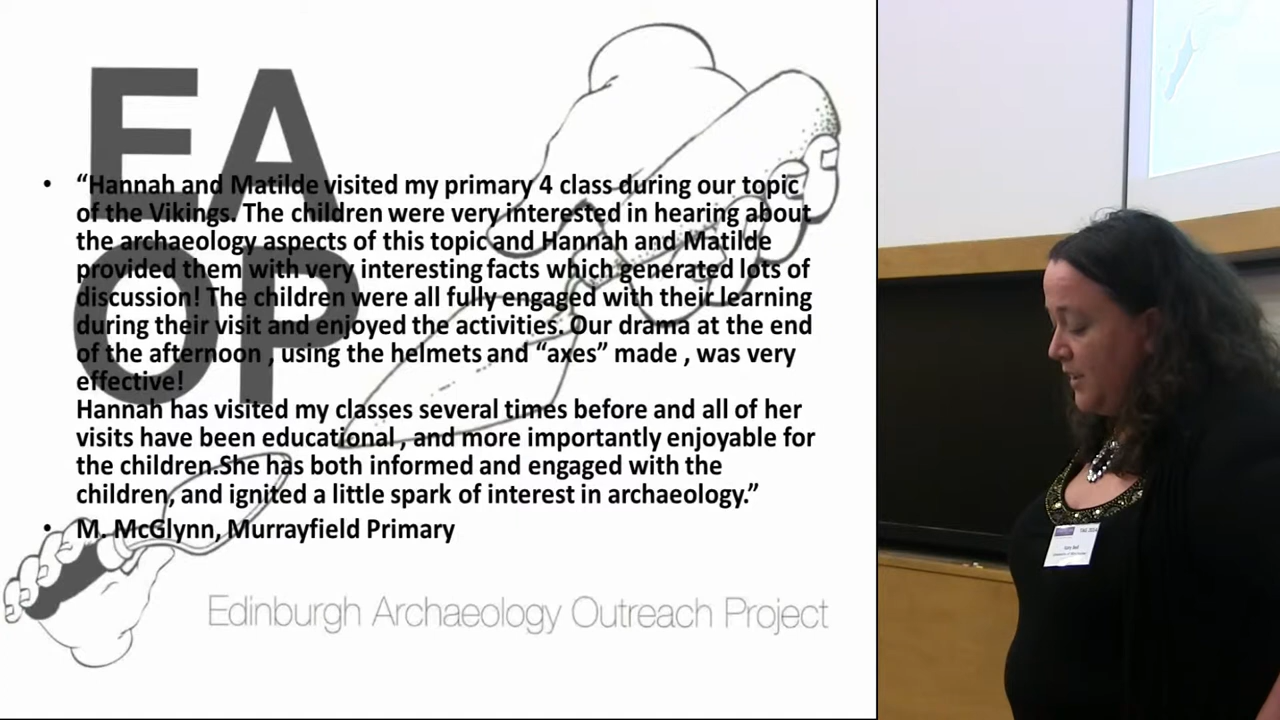 EA
OP
• “Hannah and Matilde visited my primary 4 class during our topic
of the Vikings. The children were very interested in hearing about
the archaeology aspects of this topic and Hannah and Matilde
provided them with very interesting facts which generated lots of
discussion! The children were all fully engaged with their learning
during their visit and enjoyed the activities. Our drama at the end
of the afternoon , using the helmets and “axes” made , was very
effective!
Hannah has visited my classes several times before and all of her
visits have been educational , and more importantly enjoyable for
the children.She has both informed and engaged with the
children, and ignited a little spark of interest in archaeology.”
• M. McGlynn, Murrayfield Primary
Edinburgh Archaeology Outreach Project